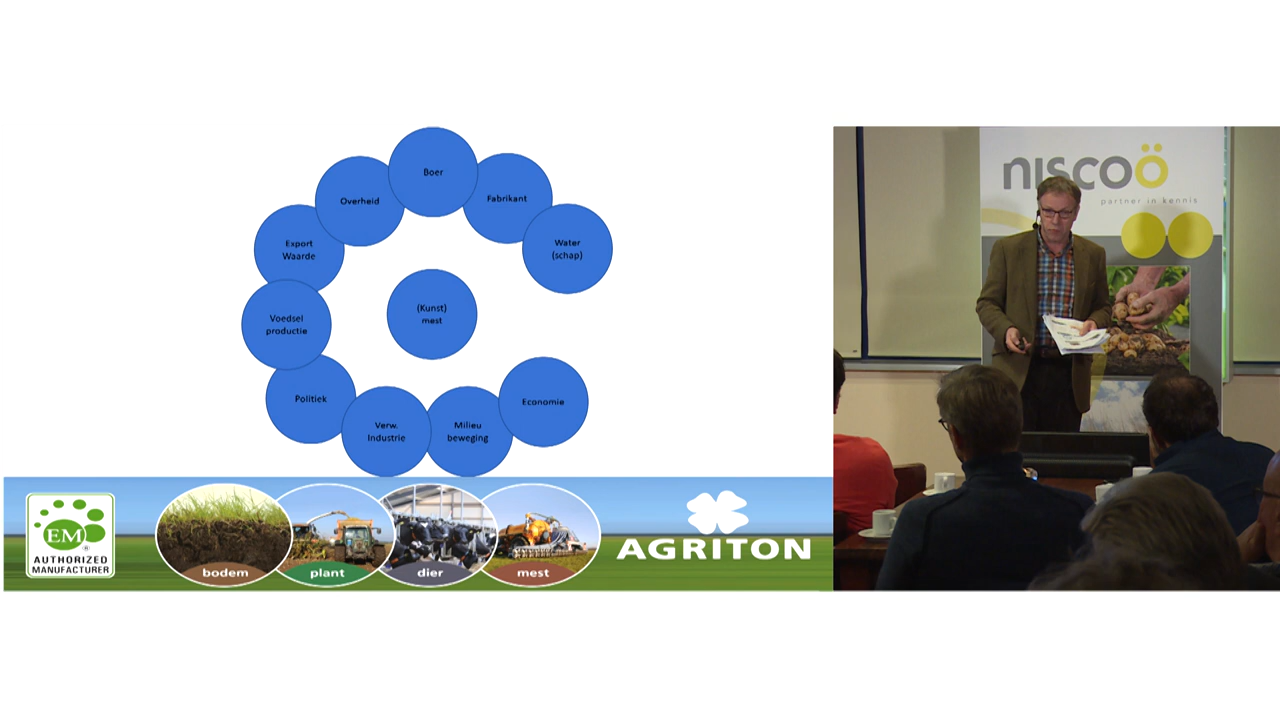 Boer
Fabrikant
Overheid
Water
(schap)
Export
Waarde
(Kunst)
mest
Voedsel
productie
Politiek
Economie
Verw.
Industrie
Milieu
beweging
EM
®
AUTHORIZED
MANUFACTURER
bodem
plant
dier
mest
AGRITON
niscoö
partner in kennis